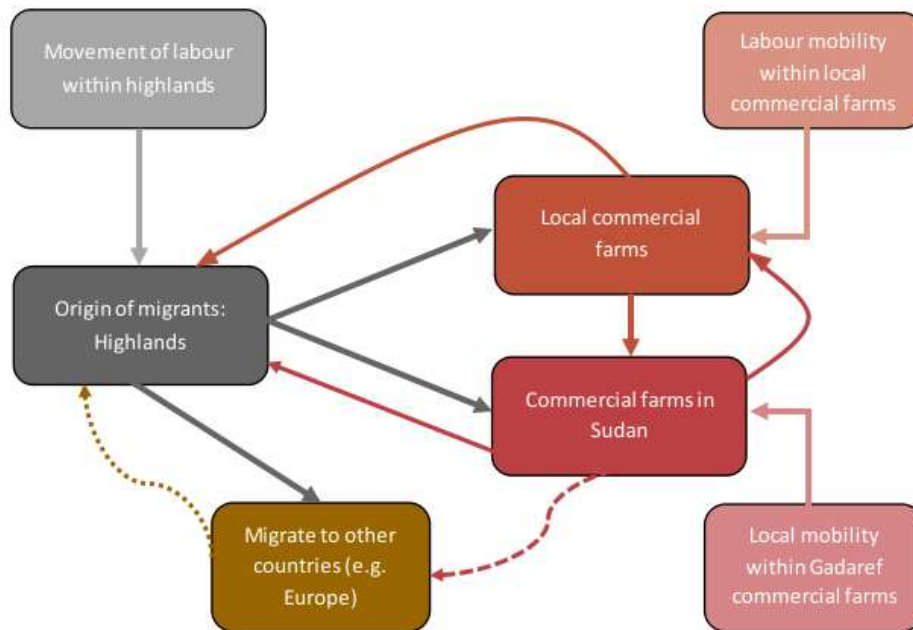 Movement of labour
within highlands
Labour mobility
within local
commercial farms
Local commercial
farms
Origin of migrants:
Highlands
Commercial farms in
Sudan
Migrate to other
countries (e.g.
Europe)
Local mobility
within Gadaref
commercial farms